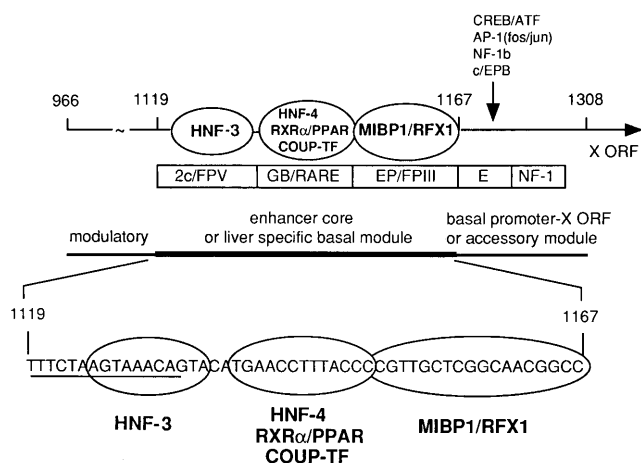 CREB/ATF
AP-1(fos/jun)
NF-1b
c/EPB
966
1119
1167
1308
~
HNF-3
HNF-4
RXRα/PPAR
COUP-TF
MIBP1/RFX1
X ORF
2c/FPV
GB/RARE
EP/FPIII
E
NF-1
modulatory
enhancer core
or liver specific basal module
basal promoter-X ORF
or accessory module
1119
1167
TTTCTAAGTAAACAGTACATGAACCTTTACCCCGTTGCTCGGCAACGGCC
HNF-3
HNF-4
RXRα/PPAR
COUP-TF
MIBP1/RFX1